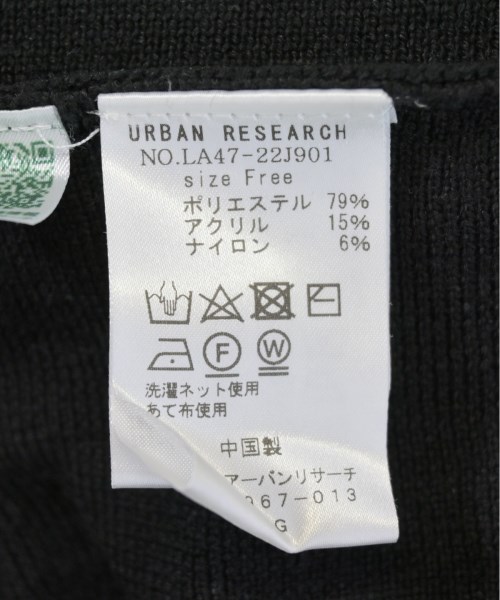 URBAN RESEARCH
NO.LA47-22J901
size Free
ポリエステル 79%
アクリル 15%
ナイロン 6%
F W
洗濯ネット使用
あて布使用
中国製
アーバンリサーチ
967-013
G